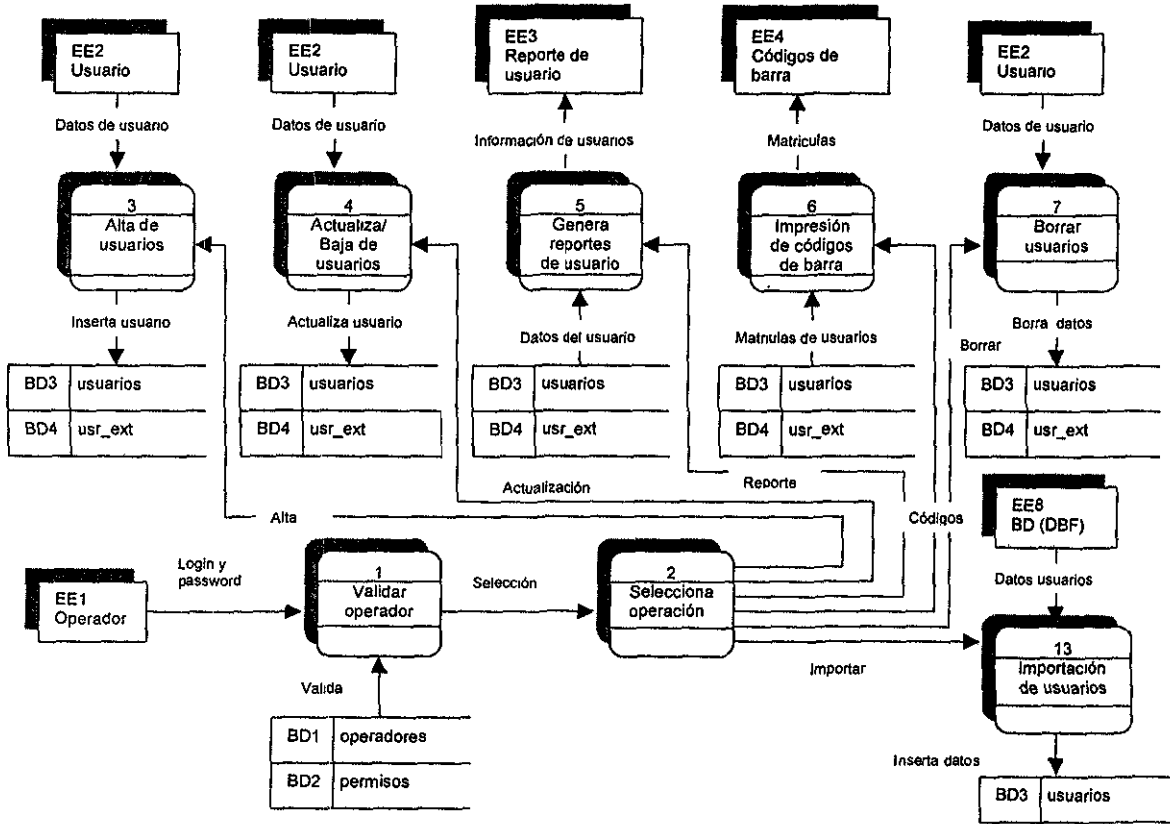 EE2
Usuario
EE2
Usuario
EE3
Reporte de
usuario
EE4
Códigos de
barra
EE2
Usuario
Datos de usuario
Datos de usuario
Información de usuarios
Matriculas
Datos de usuario
3
Alta de
usuarios
4
Actualiza/
Baja de
usuarios
5
Genera
reportes
de usuario
6
Impresión
de códigos
de barra
7
Borrar
usuarios
Inserta usuario
Actualiza usuario
Datos del usuario
Matrıulas de usuarios
Borra datos
Borrar
BD3 usuarios
BD4 usr_ext
BD3 usuarios
BD4 usr_ext
BD3 usuarios
BD4 usr_ext
BD3 usuarios
BD4 usr_ext
BD3 usuarios
BD4 usr_ext
Actualización
Reporte
Alta
Códigos
EE8
BD (DBF)
Login y
password
EE1
Operador
1
Validar
operador
Selección
2
Selecciona
operación
Datos usuarios
Importar
13
Importación
de usuarios
Valida
BD1 operadores
BD2 permisos
Inserta datos
BD3 usuarios